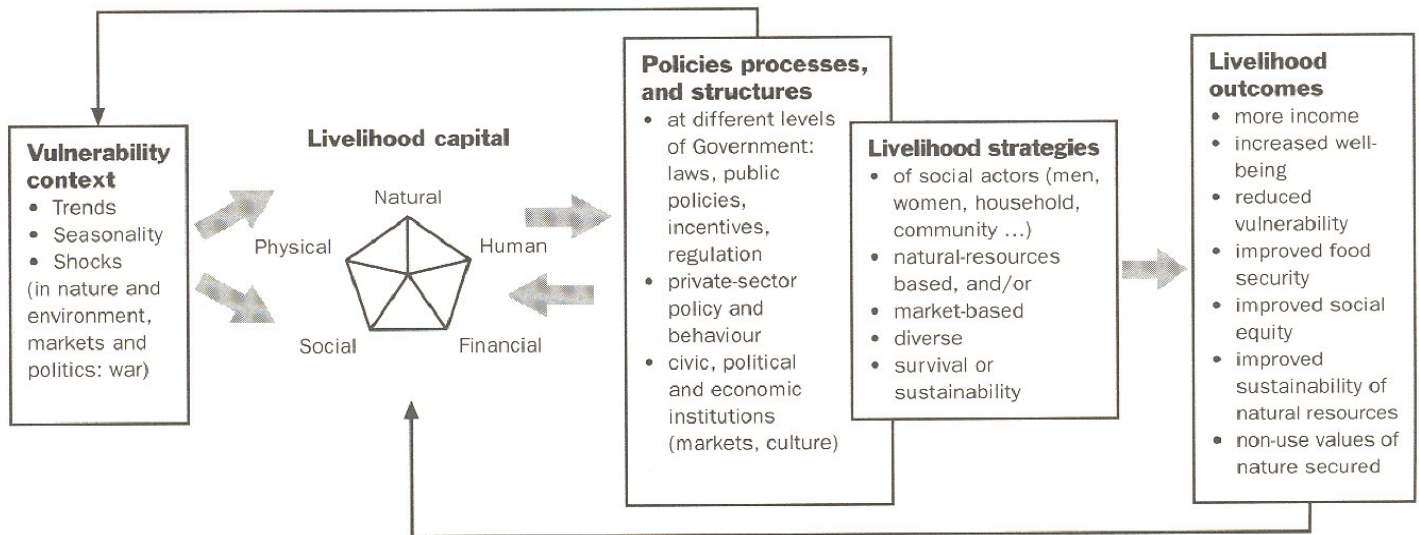 Vulnerability
context
• Trends
• Seasonality
• Shocks
(in nature and
environment,
markets and
politics: war)
Livelihood capital
Natural
Physical
Human
Social
Financial
Policies processes,
and structures
• at different levels
of Government:
laws, public
policies,
incentives,
regulation
• private-sector
policy and
behaviour
• civic, political
and economic
institutions
(markets, culture)
Livelihood strategies
• of social actors (men,
women, household,
community ...)
• natural-resources
based, and/or
• market-based
• diverse
• survival or
sustainability
Livelihood
outcomes
• more income
• increased well-
being
• reduced
vulnerability
• improved food
security
• improved social
equity
• improved
sustainability of
natural resources
• non-use values of
nature secured